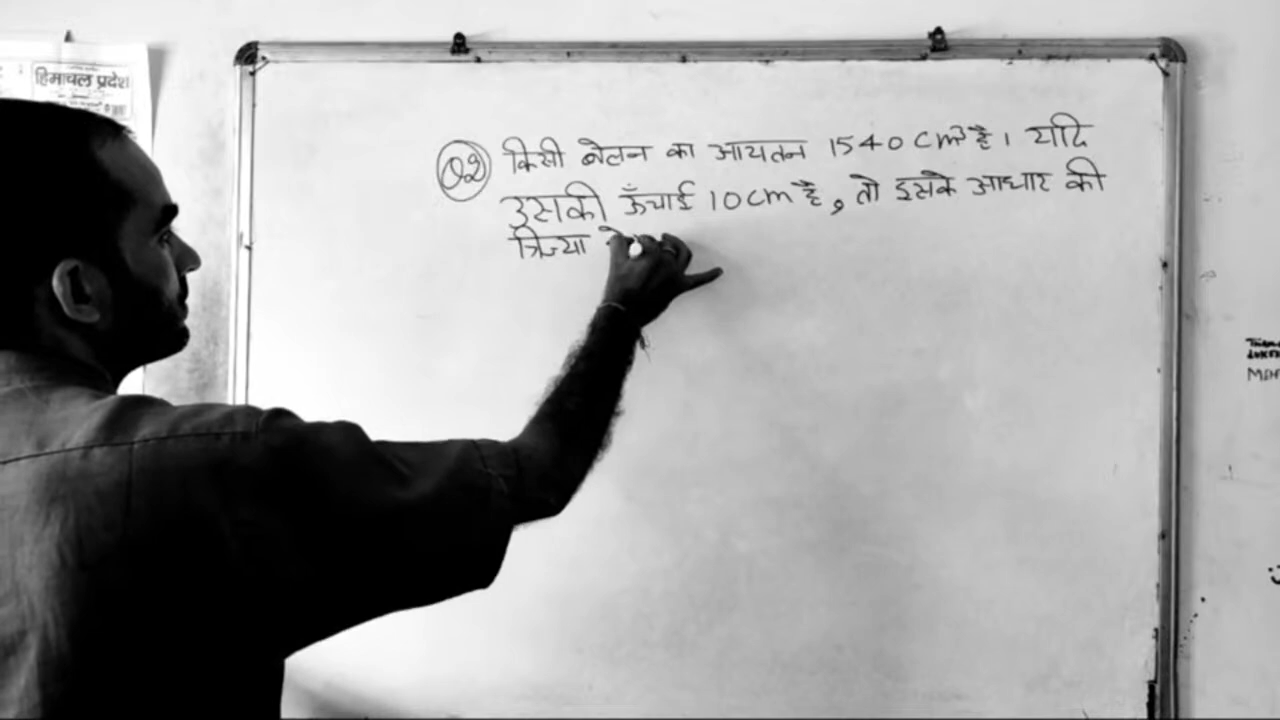 हिमाचल प्रदेश
Q2 किसी बेलन का आयतन 1540 cm³ है। यदि
उसकी ऊँचाई 10 cm है, तो इसके आधार की
त्रिज्या